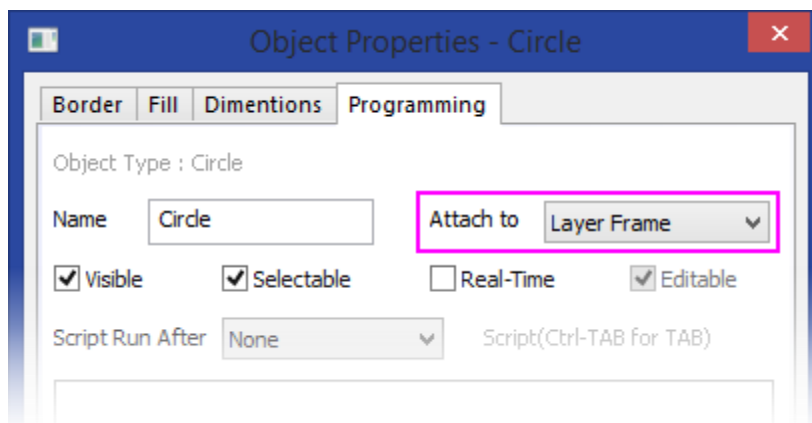 Object Properties - Circle
Border Fill Dimentions Programming
Object Type : Circle
Name Circle Attach to Layer Frame
Visible Selectable Real-Time Editable
Script Run After None Script(Ctrl-TAB for TAB)